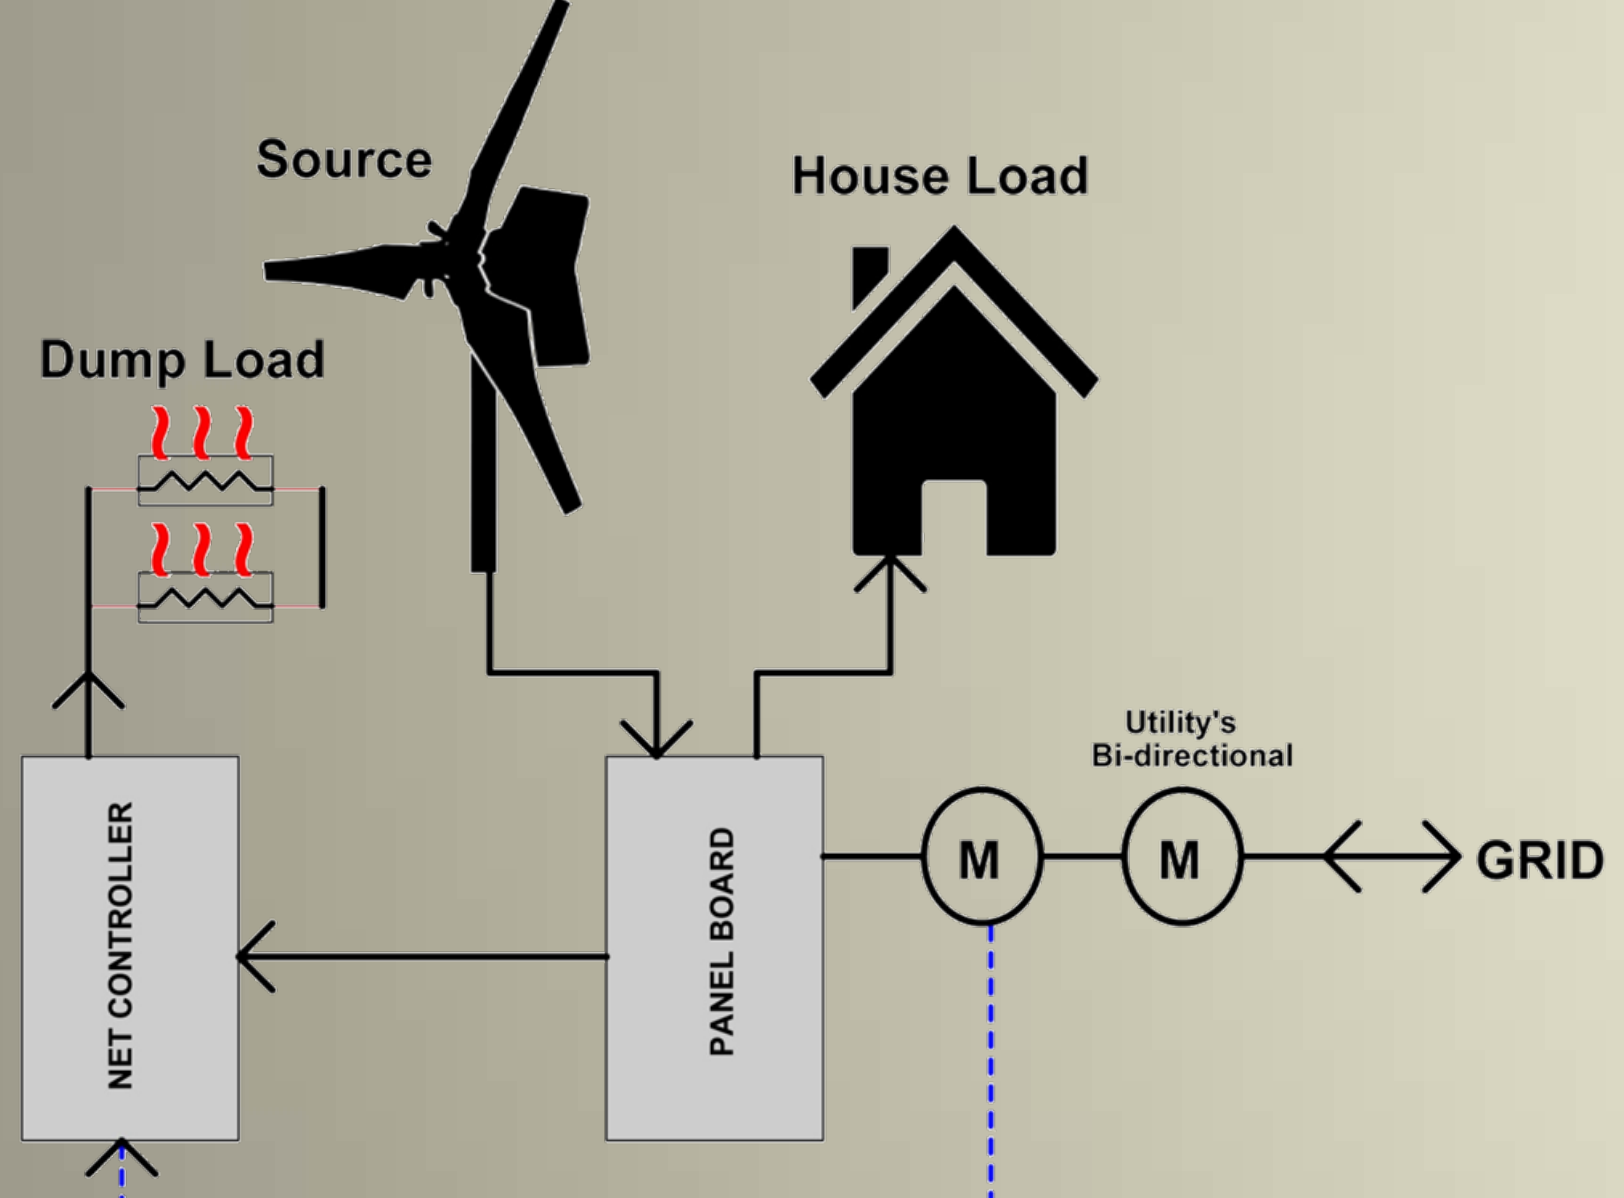 Source
House Load
Dump Load
Utility's
Bi-directional
NET CONTROLLER
PANEL BOARD
M
M
GRID